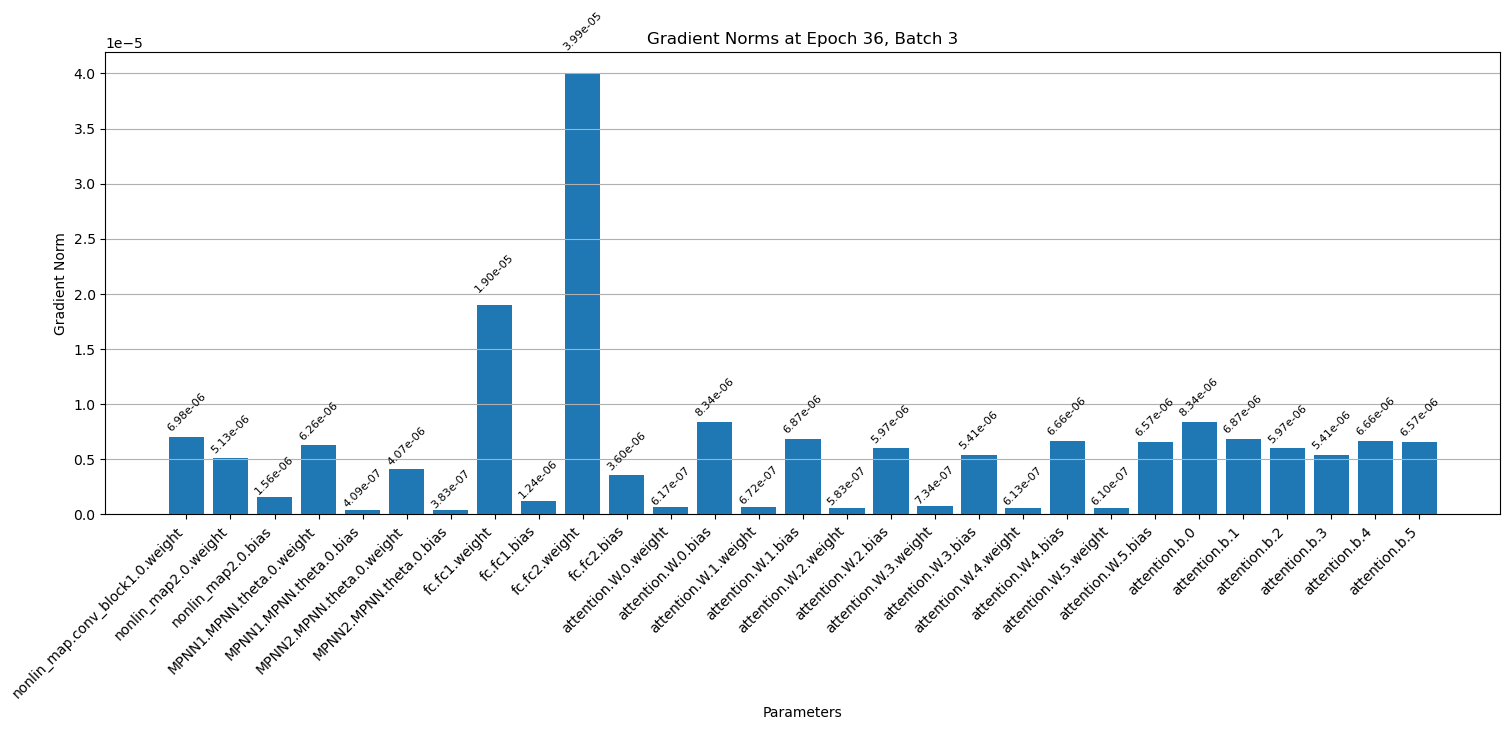 Gradient Norms at Epoch 36, Batch 3
1e−5
Gradient Norm
4.0
3.5
3.0
2.5
2.0
1.5
1.0
0.5
0.0
6.98e-06
5.13e-06
1.56e-06
6.26e-06
4.09e-07
4.07e-06
3.83e-07
1.90e-05
1.24e-06
3.99e-05
3.60e-06
6.17e-07
8.34e-06
6.72e-07
6.87e-06
5.83e-07
5.97e-06
7.34e-07
5.41e-06
6.13e-07
6.66e-06
6.10e-07
6.57e-06
8.34e-06
6.87e-06
5.97e-06
5.41e-06
6.66e-06
6.57e-06
nonlin_map.conv_block1.0.weight
nonlin_map2.0.weight
nonlin_map2.0.bias
MPNN1.MPNN.theta.0.weight
MPNN1.MPNN.theta.0.bias
MPNN2.MPNN.theta.0.weight
MPNN2.MPNN.theta.0.bias
fc.fc1.weight
fc.fc1.bias
fc.fc2.weight
fc.fc2.bias
attention.W.0.weight
attention.W.0.bias
attention.W.1.weight
attention.W.1.bias
attention.W.2.weight
attention.W.2.bias
attention.W.3.weight
attention.W.3.bias
attention.W.4.weight
attention.W.4.bias
attention.W.5.weight
attention.W.5.bias
attention.b.0
attention.b.1
attention.b.2
attention.b.3
attention.b.4
attention.b.5
Parameters